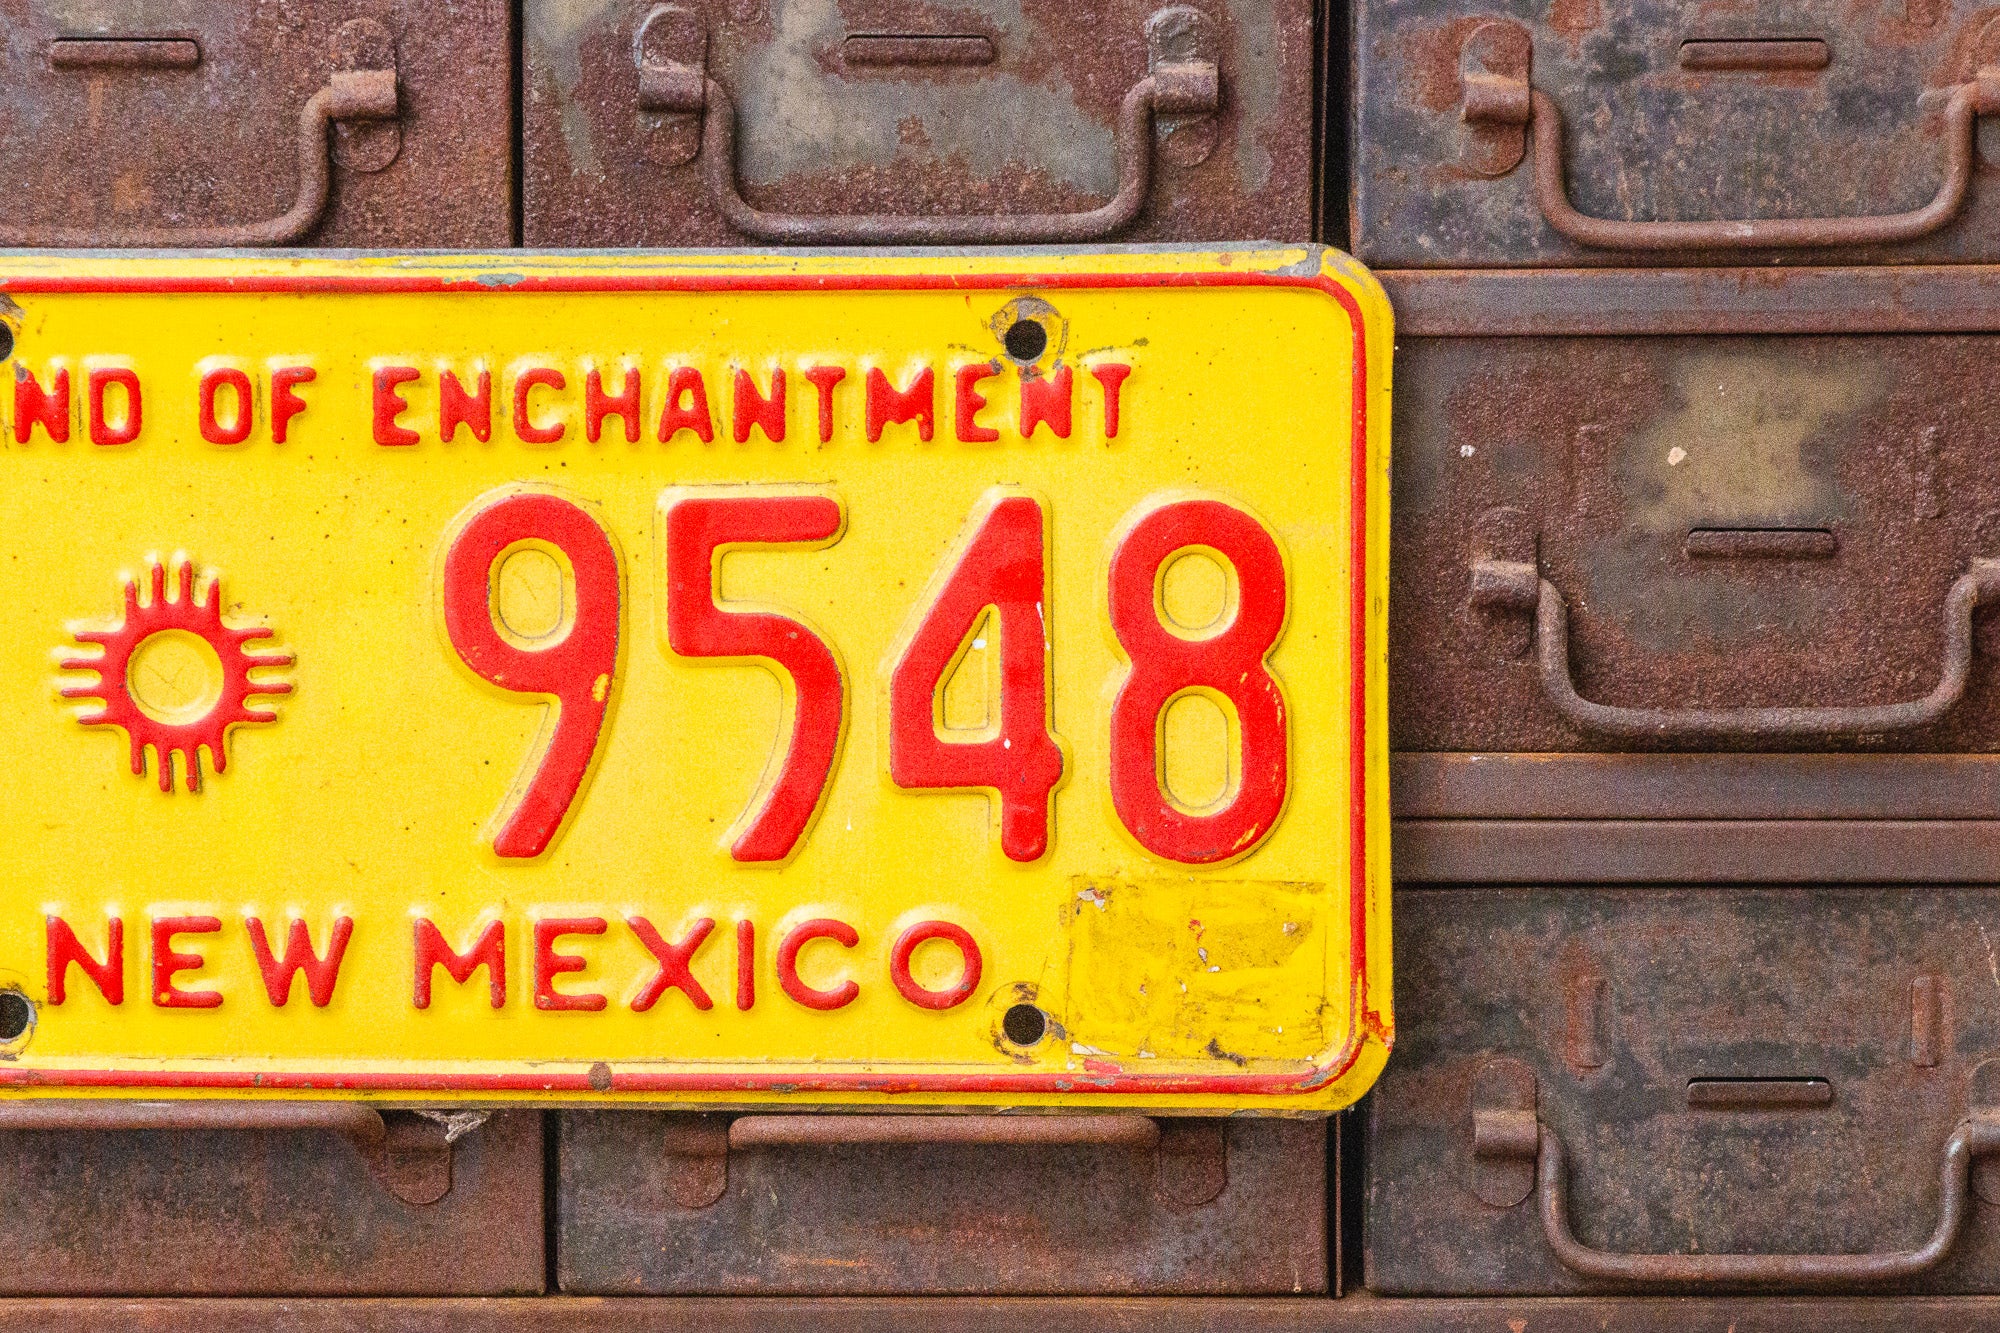 ND OF ENCHANTMENT
9548
NEW MEXICO